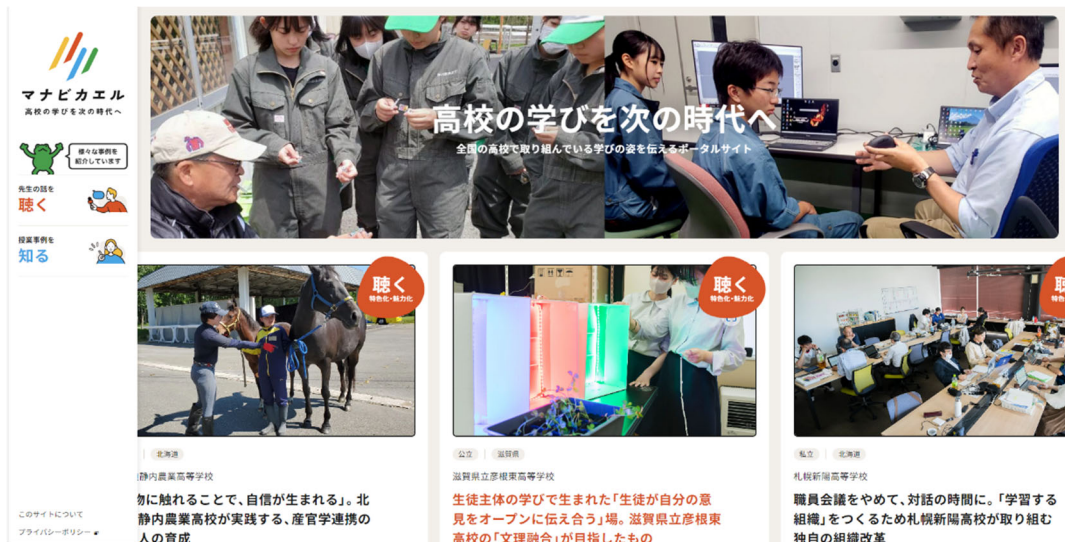 マナビカエル
高校の学びを次の時代へ
様々な事例を
紹介しています
先生の話を
聴く
授業事例を
知る
このサイトについて
プライバシーポリシー
高校の学びを次の時代へ
全国の高校で取り組んでいる学びの姿を伝えるポータルサイト
聴く
特色化・魅力化
北海道
静内農業高等学校
物に触れることで、自信が生まれる」。北
静内農業高校が実践する、産官学連携の
人の育成
聴く
特色化・魅力化
公立
滋賀県
滋賀県立彦根東高等学校
生徒主体の学びで生まれた「生徒が自分の意
見をオープンに伝え合う」場。滋賀県立彦根東
高校の「文理融合」が目指したもの
聴
特色化・
私立
北海道
札幌新陽高等学校
職員会議をやめて、対話の時間に。「学習する
組織」をつくるため札幌新陽高校が取り組む
独自の組織改革